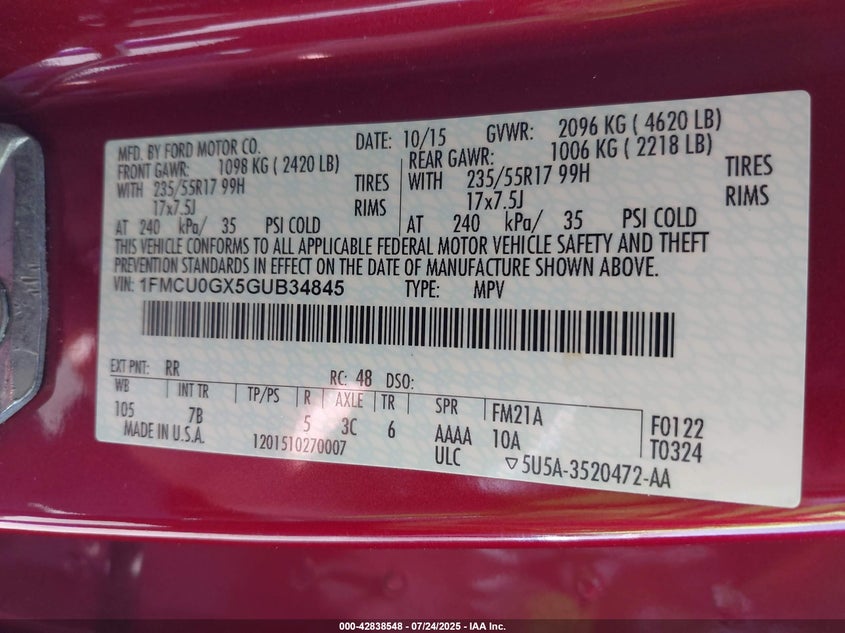 MFD. BY FORD MOTOR CO.
DATE: 10/15 GVWR: 2096 KG ( 4620 LB)
FRONT GAWR: 1098 KG ( 2420 LB) REAR GAWR: 1006 KG ( 2218 LB)
WITH 235/55R17 99H TIRES WITH 235/55R17 99H TIRES
17x7.5J RIMS 17x7.5J RIMS
AT 240 kPa/ 35 PSI COLD AT 240 kPa/ 35 PSI COLD
THIS VEHICLE CONFORMS TO ALL APPLICABLE FEDERAL MOTOR VEHICLE SAFETY AND THEFT
PREVENTION STANDARDS IN EFFECT ON THE DATE OF MANUFACTURE SHOWN ABOVE.
VIN: 1FMCU0GX5GUB34845 TYPE: MPV
EXT PNT: RR RC: 48 DSO:
WB INT TR TP/PS R AXLE TR SPR FM21A F0122
105 7B 5 3C 6 AAAA 10A T0324
MADE IN U.S.A. 1201510270007 ULC ▽5U5A-3520472-AA
000-42838548 - 07/24/2025 - IAA Inc.